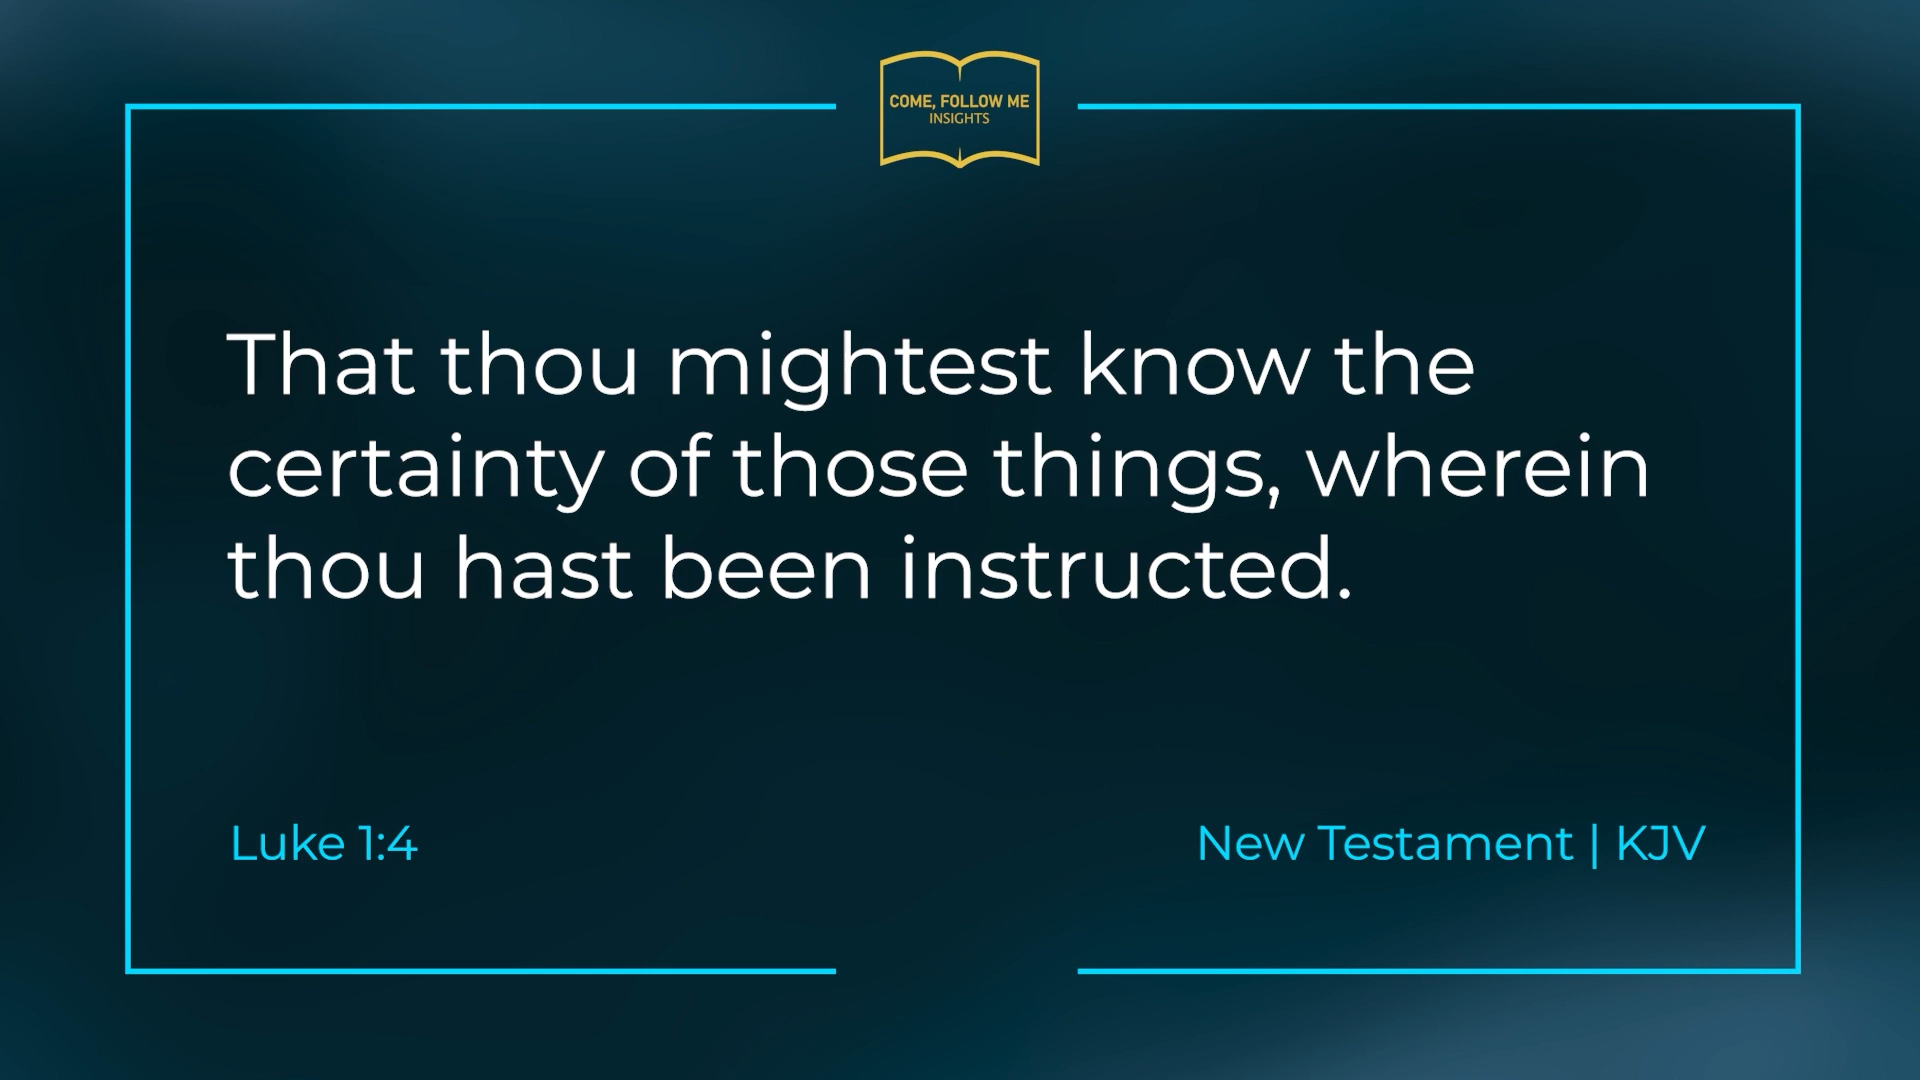 COME, FOLLOW ME
INSIGHTS
That thou mightest know the
certainty of those things, wherein
thou hast been instructed.
Luke 1:4
New Testament | KJV